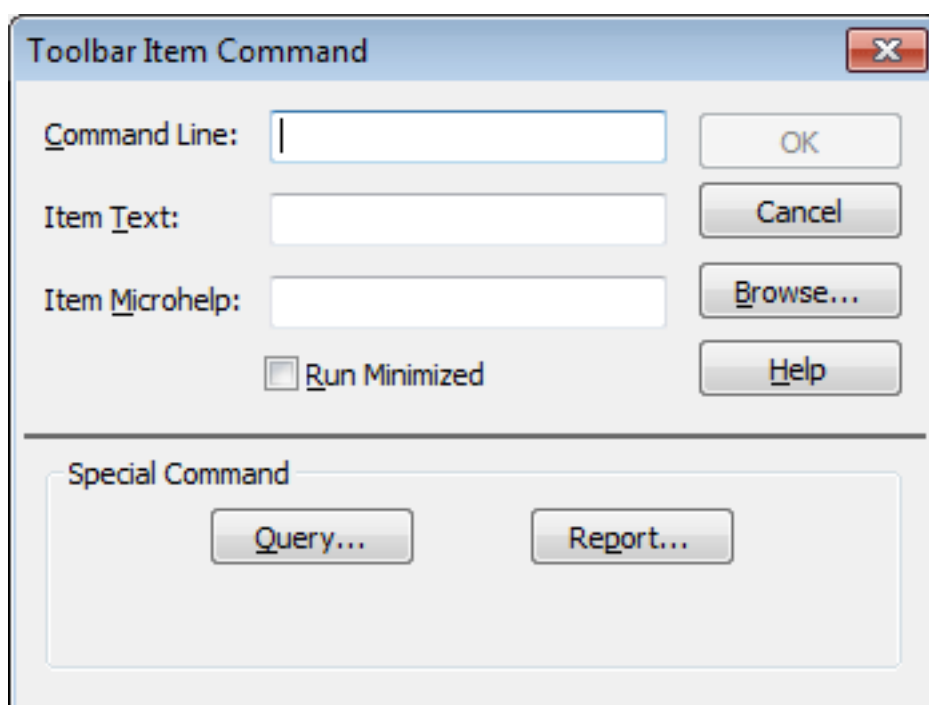 Toolbar Item Command
Command Line:
OK
Item Text:
Cancel
Item Microhelp:
Browse...
Run Minimized
Help
Special Command
Query...
Report...